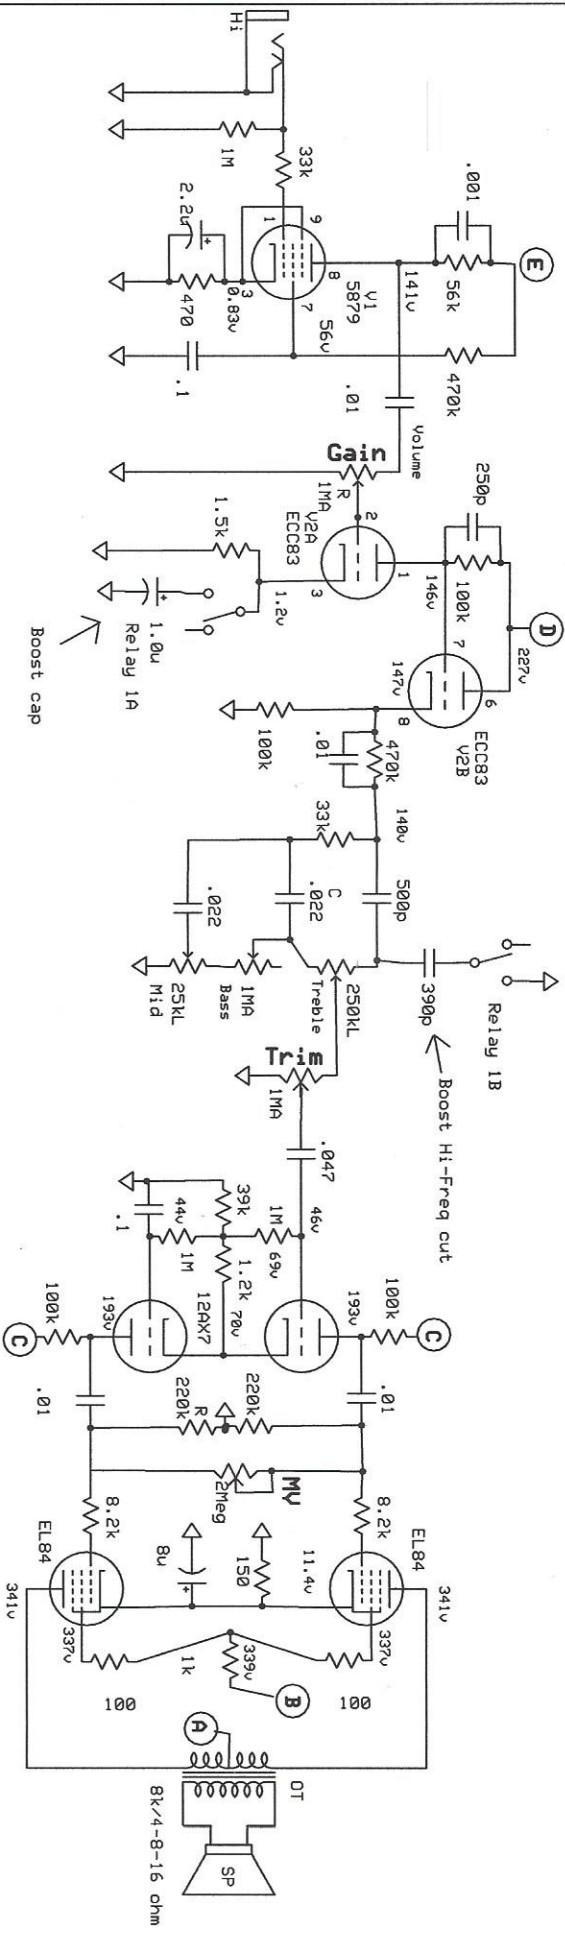 Hi
1M
33k
2.2u
+
470
0.83v
1
9
3
8
7
V1
5879
.001
56k
E
141v
56v
470k
.1
.01
Volume
Gain
R
1MA
V2A
ECC83
2
1
3
1.5k
1.2v
1.0u
+
Relay 1A
Boost cap
250p
100k
146v
D
227v
7
6
8
147v
ECC83
V2B
100k
470k
.01
140v
33k
500p
C
.022
.022
250kL
Treble
1MA
Bass
25kL
Mid
390p
Relay 1B
Boost Hi-Freq cut
Trim
1MA
.047
46v
39k
1M
69v
44v
1M
.1
1.2k
70v
12AX7
193v
193v
100k
C
100k
C
.01
.01
220k
R
220k
MV
2Meg
8.2k
8.2k
EL84
EL84
8u
+
150
11.4v
341v
341v
337v
337v
100
100
1k
339v
B
A
OT
8k/4-8-16 ohm
SP